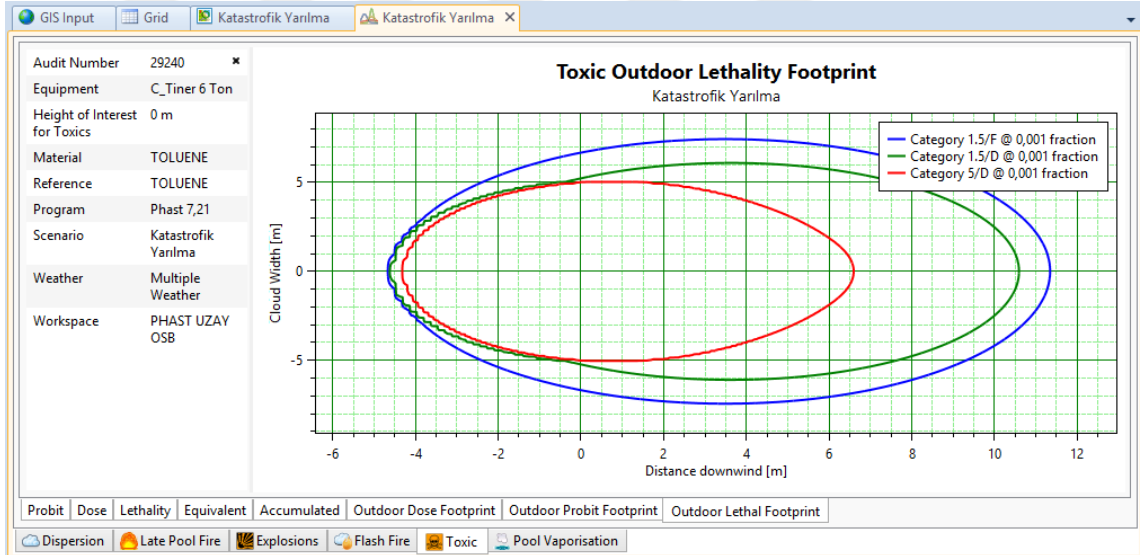 GIS Input
Grid
Katastrofik Yarılma
Katastrofik Yarılma
Audit Number 29240
Equipment C_Tiner 6 Ton
Height of Interest 0 m
for Toxics
Material TOLUENE
Reference TOLUENE
Program Phast 7,21
Scenario Katastrofik
Yarılma
Weather Multiple
Weather
Workspace PHAST UZAY
OSB
Toxic Outdoor Lethality Footprint
Katastrofik Yarılma
Category 1.5/F @ 0,001 fraction
Category 1.5/D @ 0,001 fraction
Category 5/D @ 0,001 fraction
Cloud Width [m]
5
0
-5
-6 -4 -2 0 2 4 6 8 10 12
Distance downwind [m]
Probit Dose Lethality Equivalent Accumulated Outdoor Dose Footprint Outdoor Probit Footprint Outdoor Lethal Footprint
Dispersion Late Pool Fire Explosions Flash Fire Toxic Pool Vaporisation